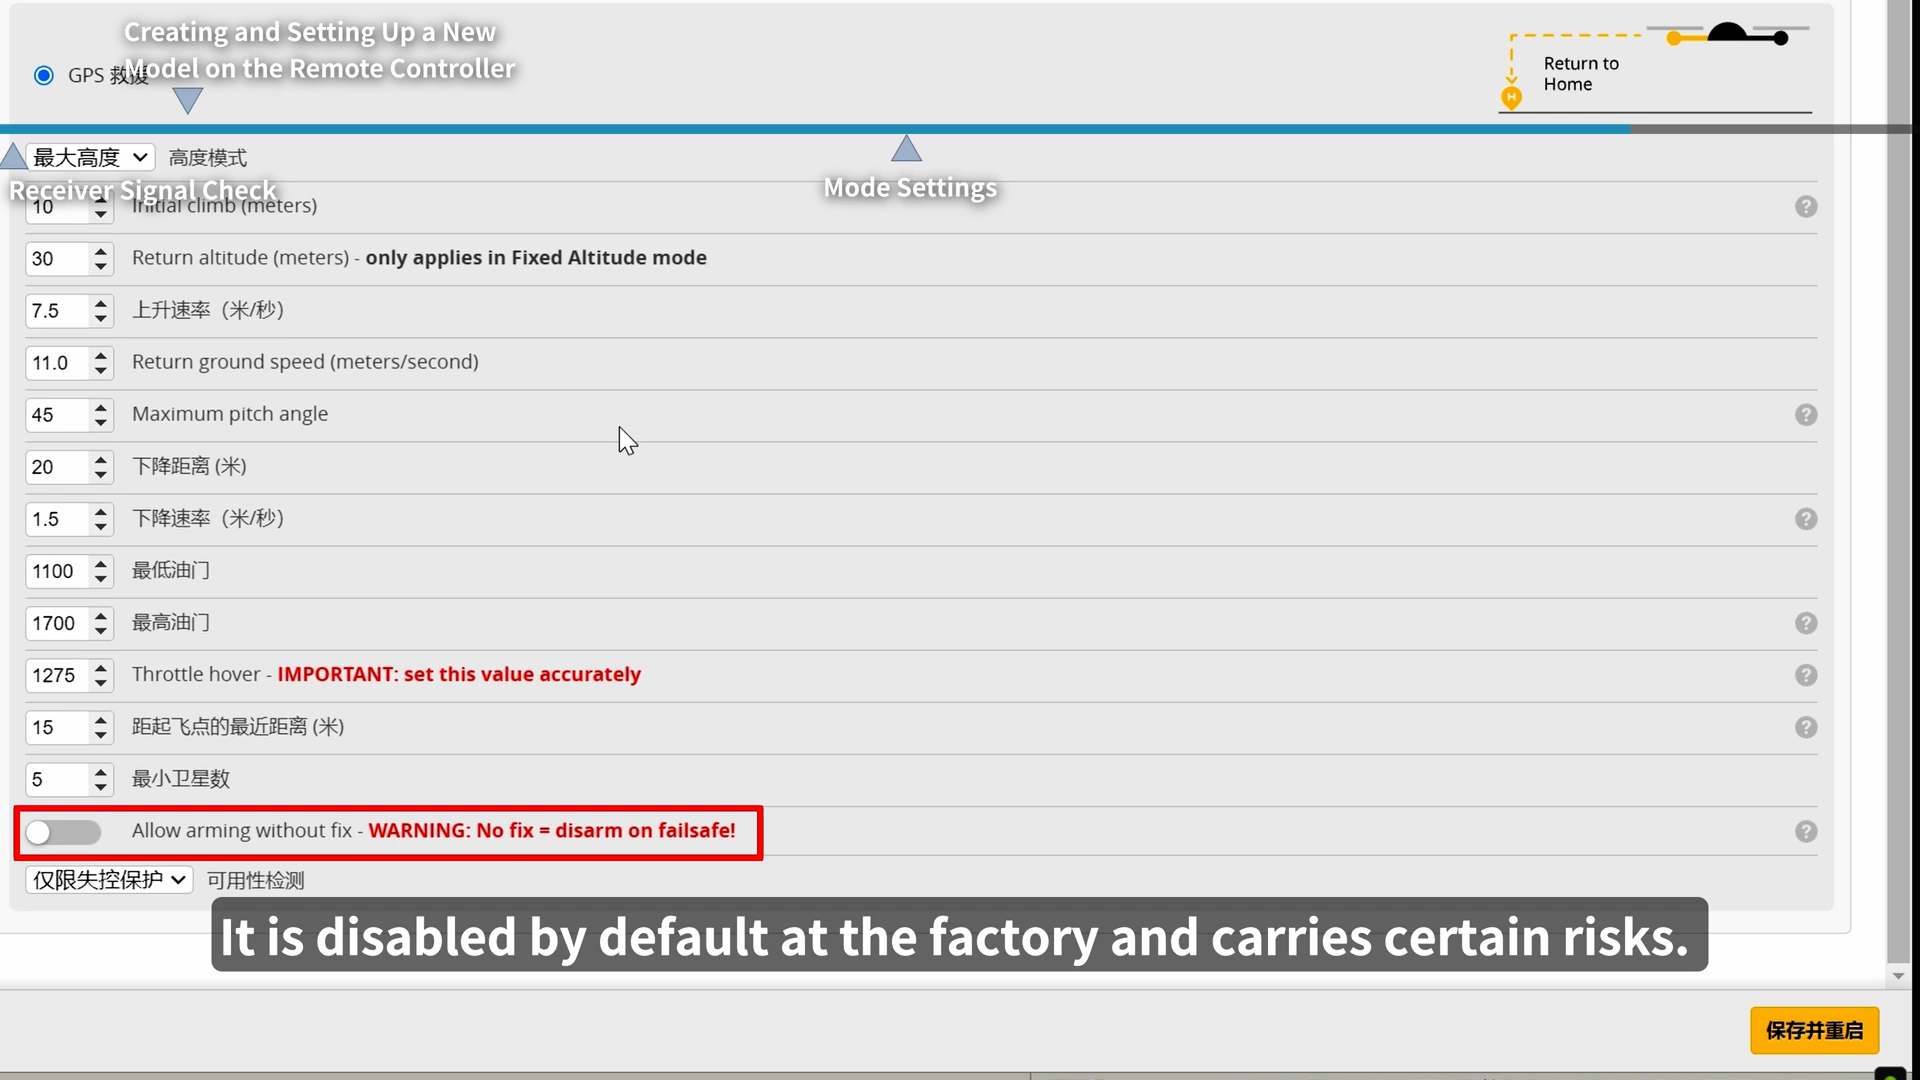 Creating and Setting Up a New
Model on the Remote Controller
GPS 救援
Return to
Home
H
最大高度 高度模式
Receiver Signal Check
Mode Settings
10 Initial climb (meters)
30 Return altitude (meters) - only applies in Fixed Altitude mode
7.5 上升速率（米/秒）
11.0 Return ground speed (meters/second)
45 Maximum pitch angle
20 下降距离 (米)
1.5 下降速率（米/秒）
1100 最低油门
1700 最高油门
1275 Throttle hover - IMPORTANT: set this value accurately
15 距起飞点的最近距离 (米)
5 最小卫星数
Allow arming without fix - WARNING: No fix = disarm on failsafe!
仅限失控保护 可用性检测
It is disabled by default at the factory and carries certain risks.
保存并重启